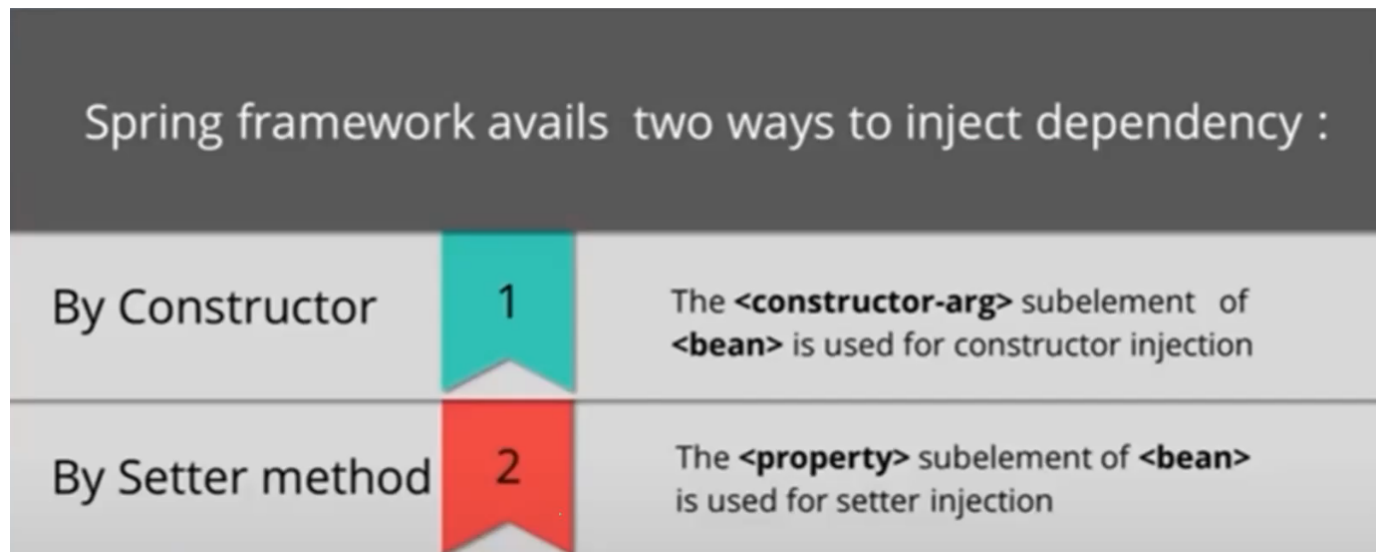 Spring framework avails  two ways to inject dependency :
By Constructor
1
The <constructor-arg> subelement  of
<bean> is used for constructor injection
By Setter method
2
The <property> subelement of <bean>
is used for setter injection